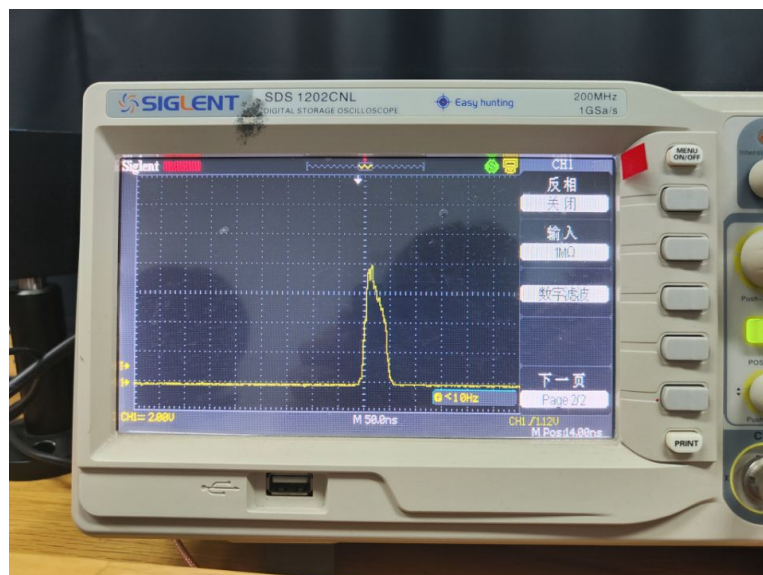 SIGLENT SDS 1202CNL
DIGITAL STORAGE OSCILLOSCOPE
Easy hunting
200MHz
1GSa/s
MENU
ON/OFF
Siglent
CH1
反相
关闭
输入
1MΩ
数字滤波
下一页
Page 2/2
<10Hz
CH1= 2.00V
M 50.0ns
CH1 / 1.12V
M Pos:14.00ns
PRINT